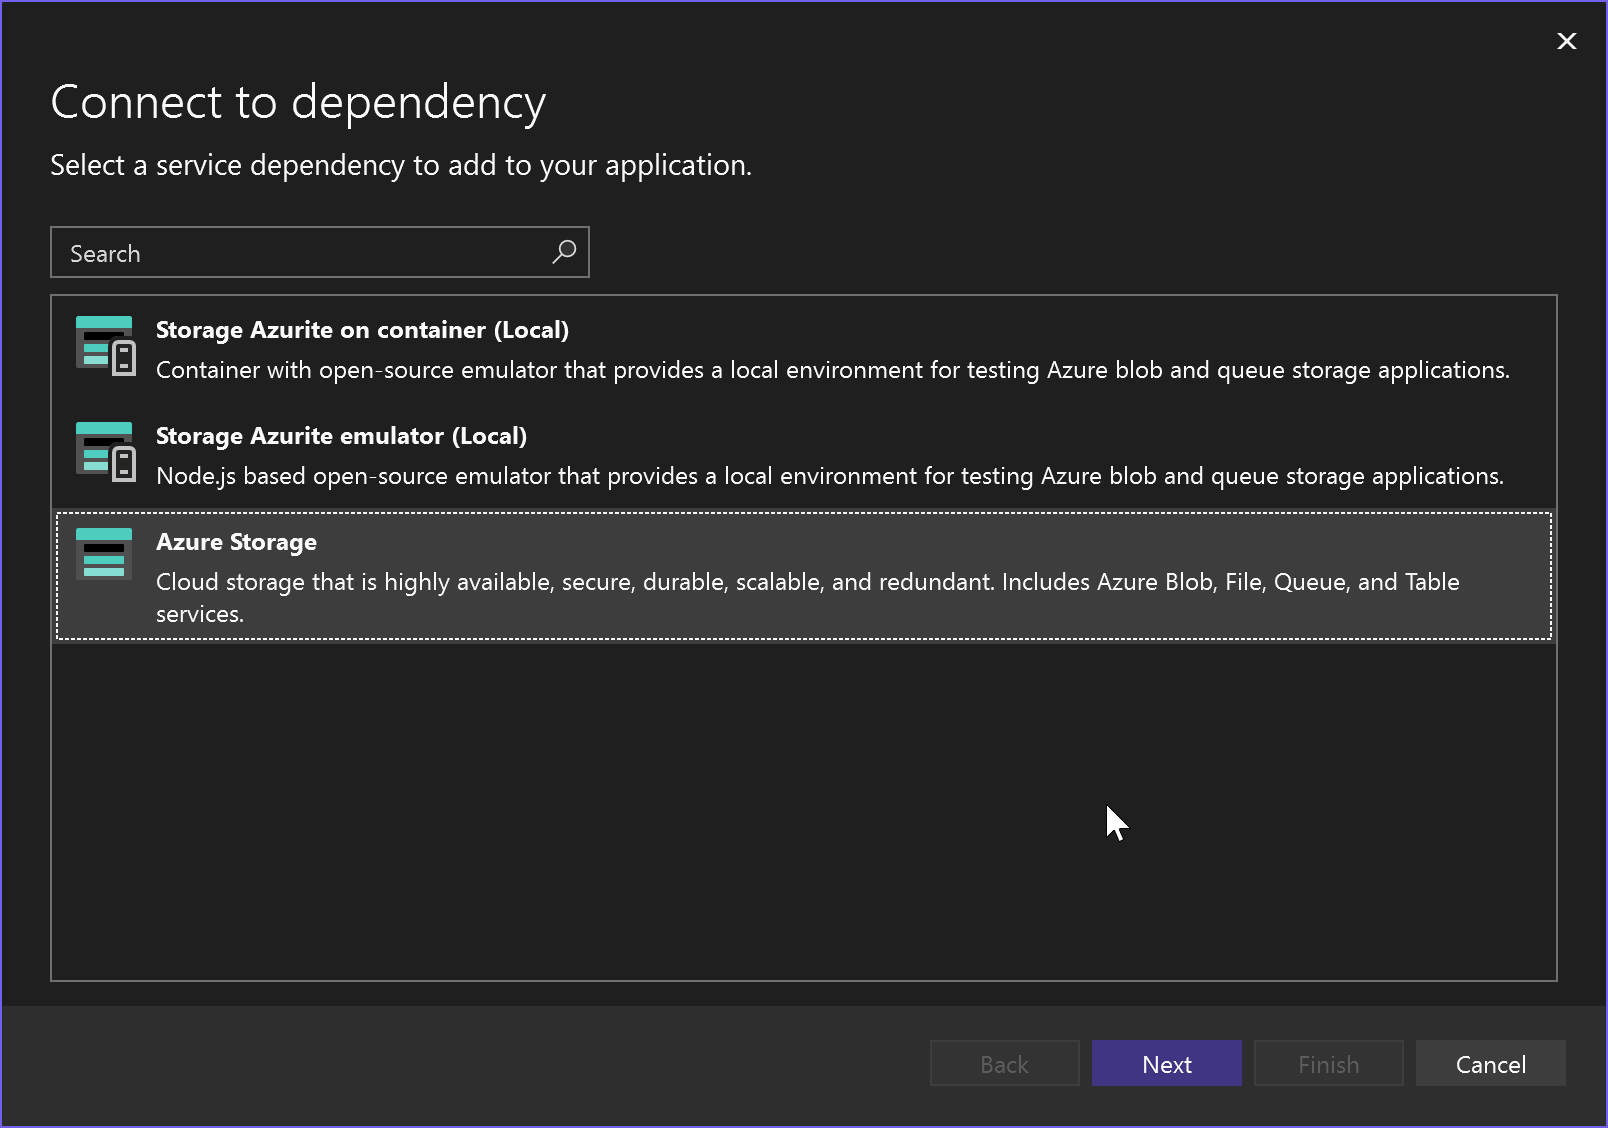 Connect to dependency
Select a service dependency to add to your application.
Search
Storage Azurite on container (Local)
Container with open-source emulator that provides a local environment for testing Azure blob and queue storage applications.
Storage Azurite emulator (Local)
Node.js based open-source emulator that provides a local environment for testing Azure blob and queue storage applications.
Azure Storage
Cloud storage that is highly available, secure, durable, scalable, and redundant. Includes Azure Blob, File, Queue, and Table
services.
Back
Next
Finish
Cancel